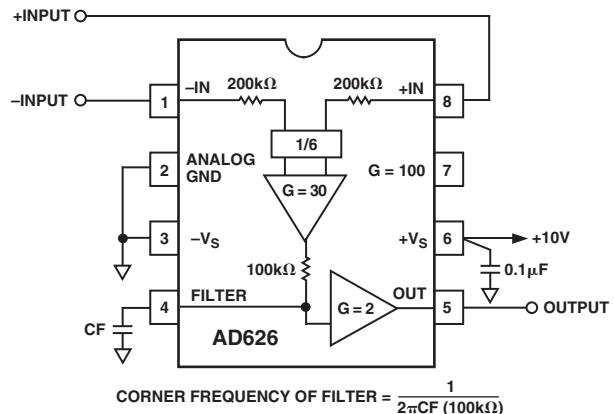 +INPUT
–INPUT
200kΩ
200kΩ
–IN
+IN
1
8
1/6
2
ANALOG
GND
G = 100
7
G = 30
3
–VS
+VS
6
+10V
100kΩ
0.1µF
4
FILTER
G = 2
OUT
5
OUTPUT
CF
AD626
CORNER FREQUENCY OF FILTER = 1
2πCF (100kΩ)